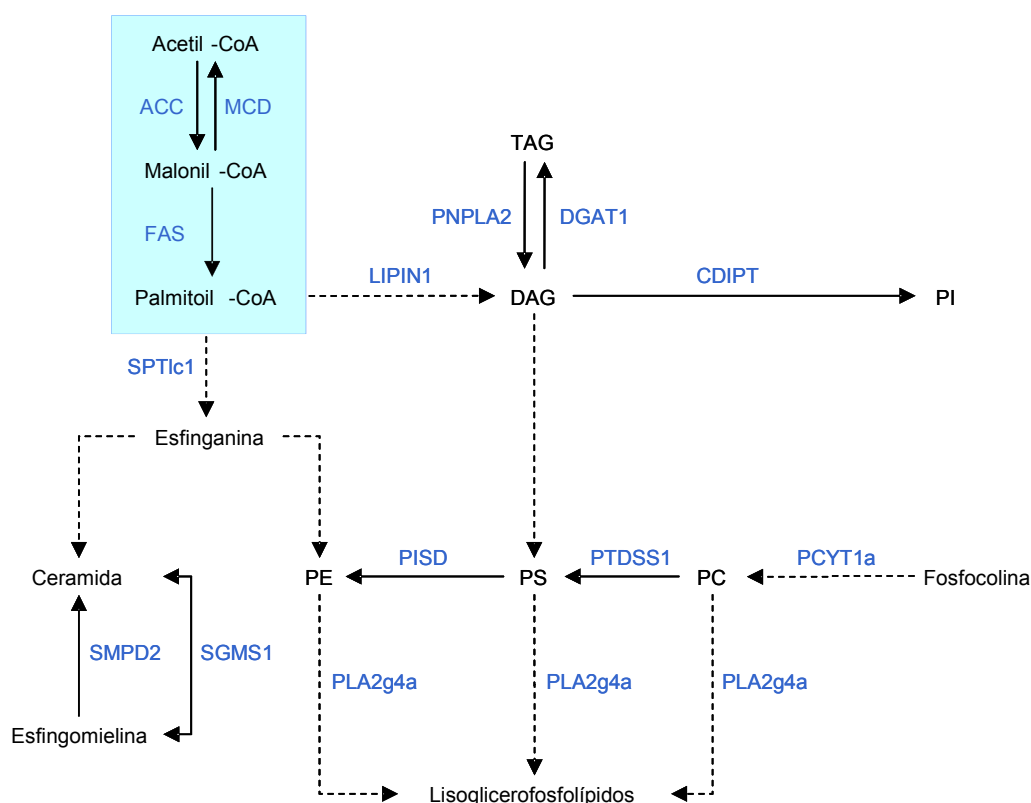 Acetil -CoA
ACC MCD
Malonil -CoA
FAS
Palmitoil -CoA
TAG
PNPLA2 DGAT1
LIPIN1
DAG
CDIPT
PI
SPTlc1
Esfinganina
Ceramida
PE
PISD
PS
PTDSS1
PC
PCYT1a
Fosfocolina
SMPD2 SGMS1
PLA2g4a PLA2g4a PLA2g4a
Esfingomielina
Lisoglicerofosfolípidos